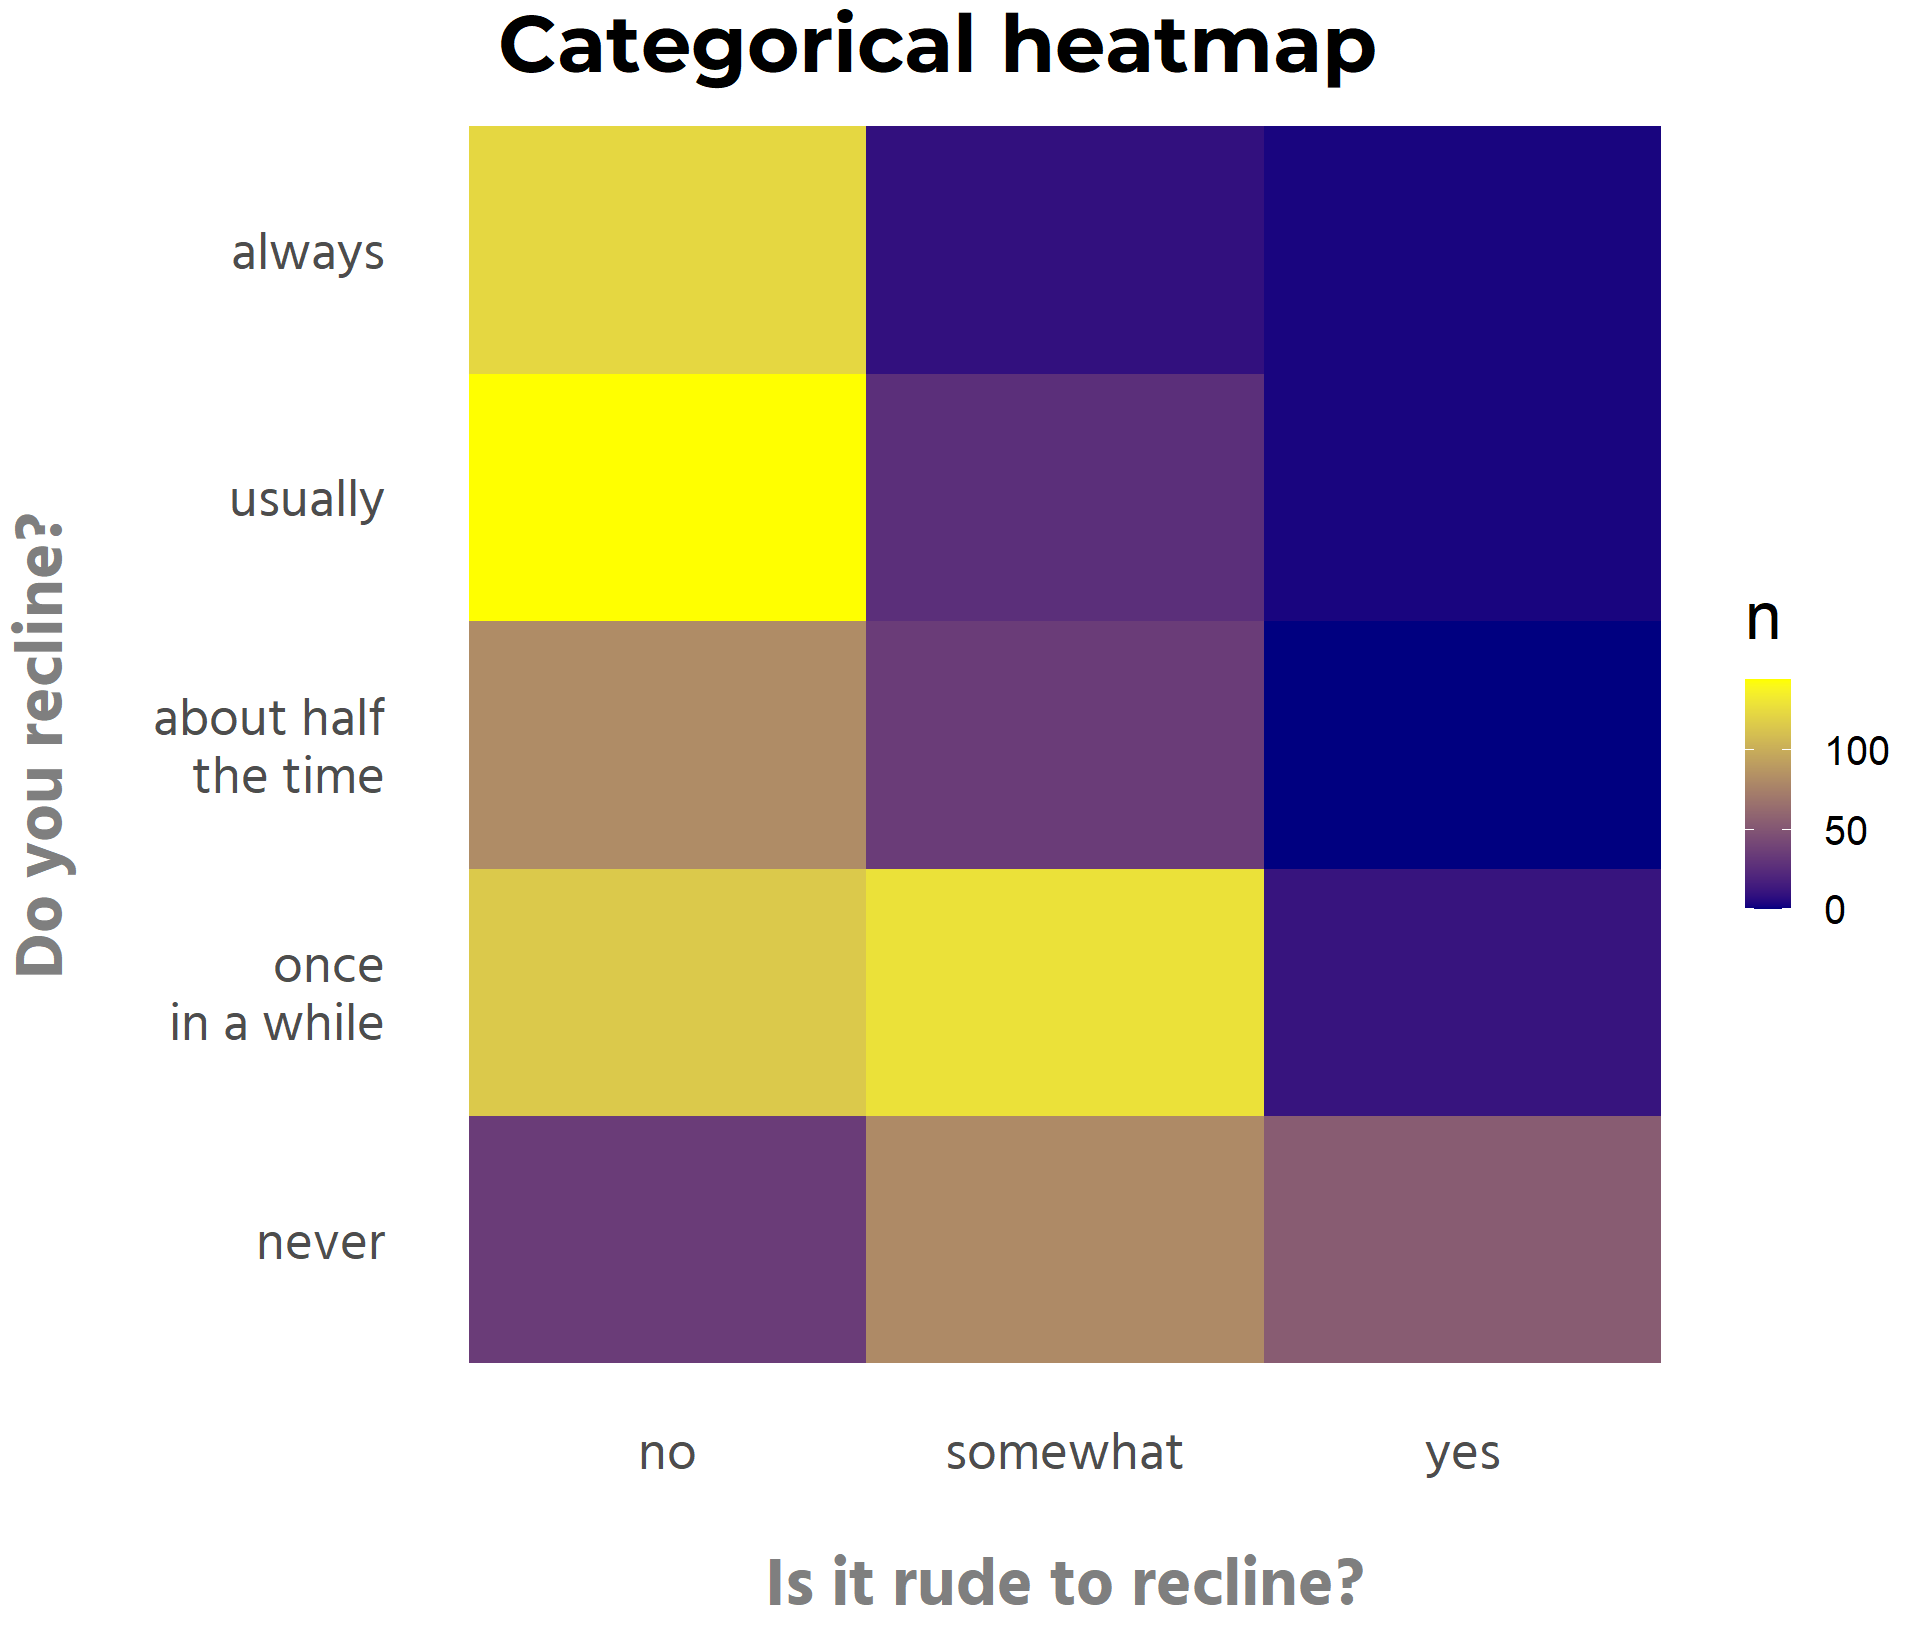 Categorical heatmap
Do you recline?
always
usually
about half
the time
once
in a while
never
no
somewhat
yes
Is it rude to recline?
n
100
50
0